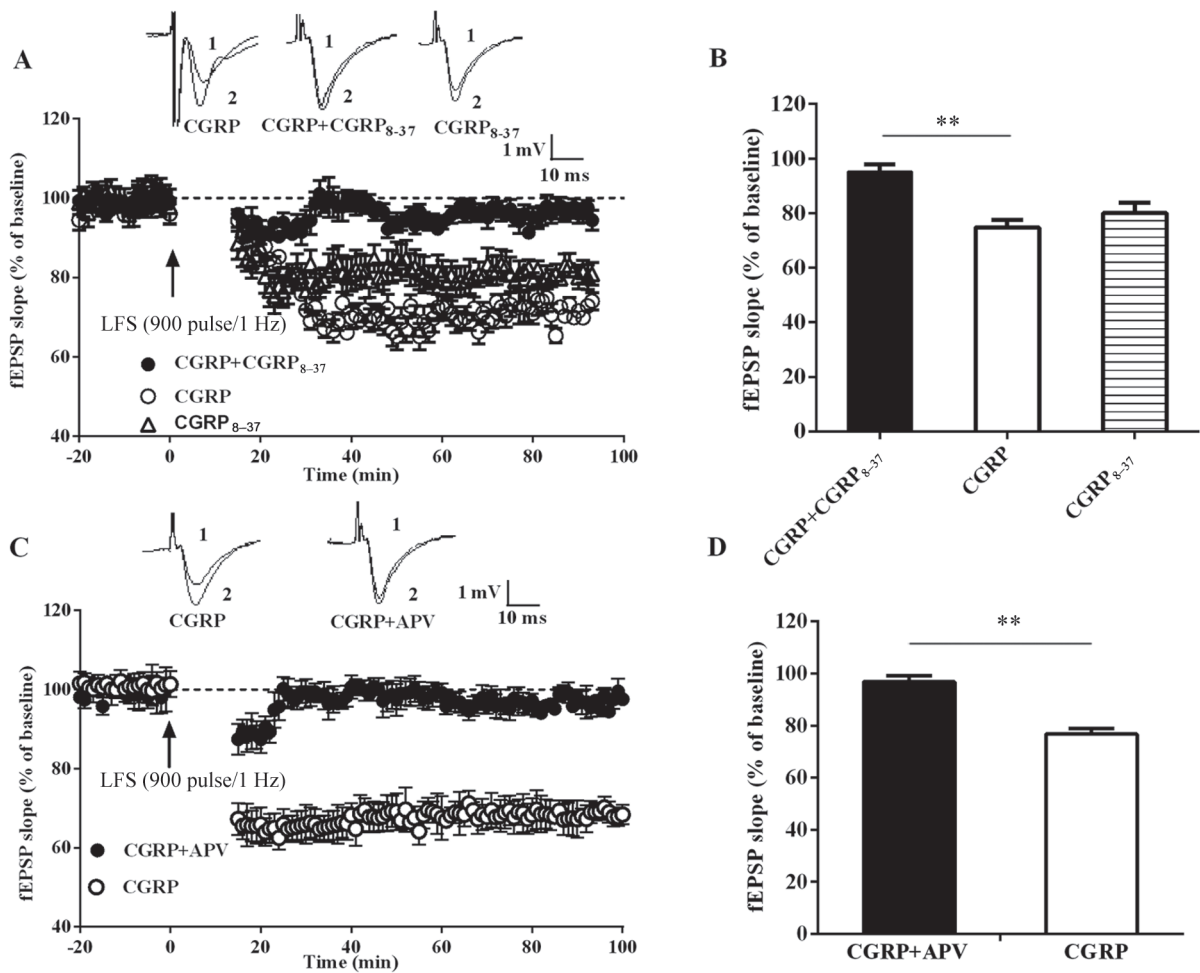 A
1
2
CGRP
1
2
CGRP+CGRP8-37
1
2
CGRP8-37
1 mV
10 ms
fEPSP slope (% of baseline)
120
100
80
60
40
LFS (900 pulse/1 Hz)
CGRP+CGRP8–37
CGRP
CGRP8–37
-20
0
20
40
60
80
100
Time (min)
B
**
fEPSP slope (% of baseline)
120
100
80
60
40
20
0
CGRP+CGRP8–37
CGRP
CGRP8–37
C
1
2
CGRP
1
2
CGRP+APV
1 mV
10 ms
fEPSP slope (% of baseline)
120
100
80
60
40
LFS (900 pulse/1 Hz)
CGRP+APV
CGRP
-20
0
20
40
60
80
100
Time (min)
D
**
fEPSP slope (% of baseline)
120
100
80
60
40
20
0
CGRP+APV
CGRP